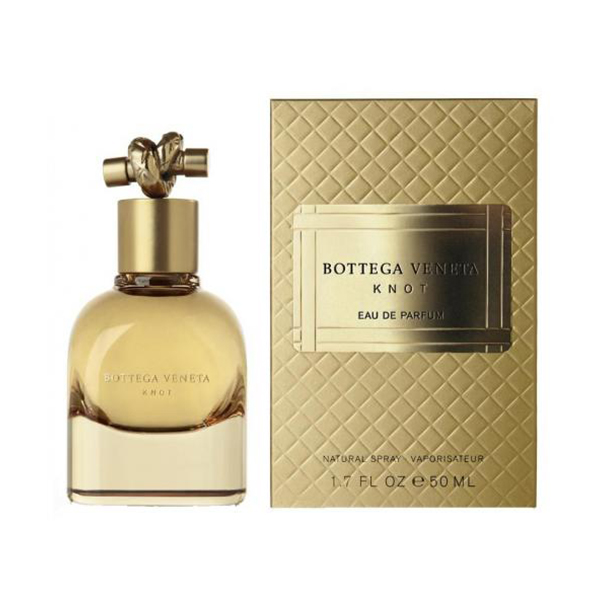 BOTTEGA VENETA
KNOT
BOTTEGA VENETA
KNOT
EAU DE PARFUM
NATURAL SPRAY - VAPORISATEUR
1.7 FL OZ ℮ 50 ML